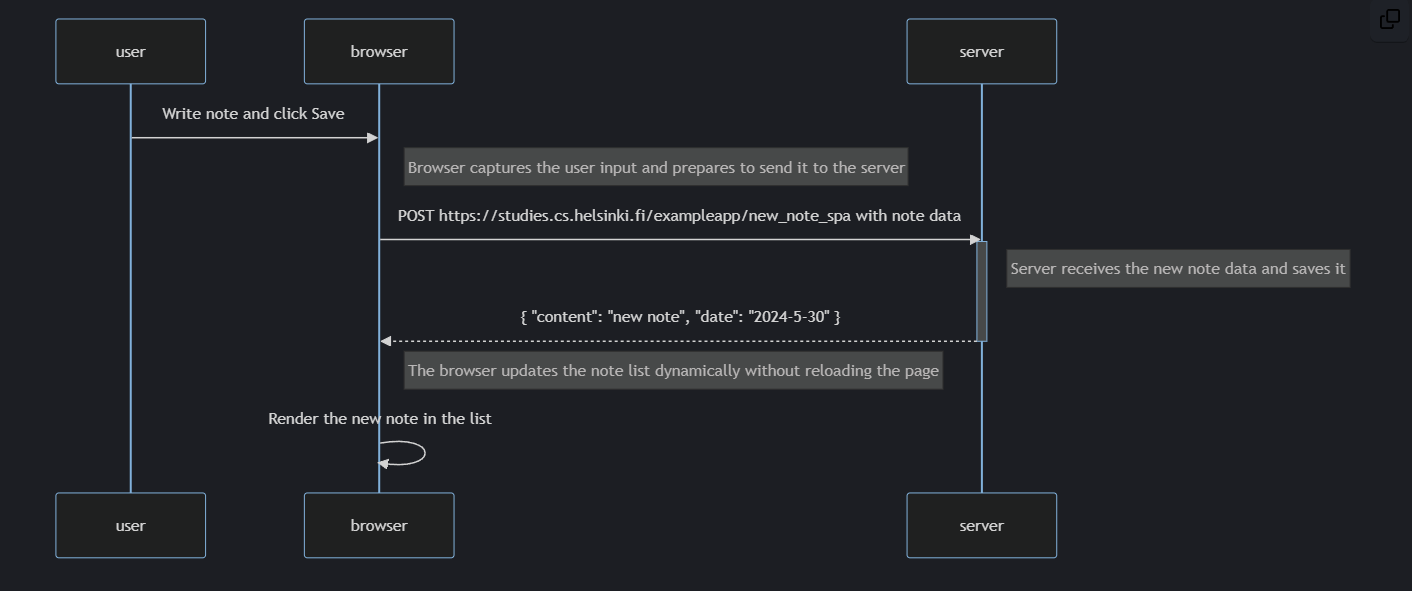 user
browser
server
Write note and click Save
Browser captures the user input and prepares to send it to the server
POST https://studies.cs.helsinki.fi/exampleapp/new_note_spa with note data
Server receives the new note data and saves it
{ "content": "new note", "date": "2024-5-30" }
The browser updates the note list dynamically without reloading the page
Render the new note in the list
user
browser
server